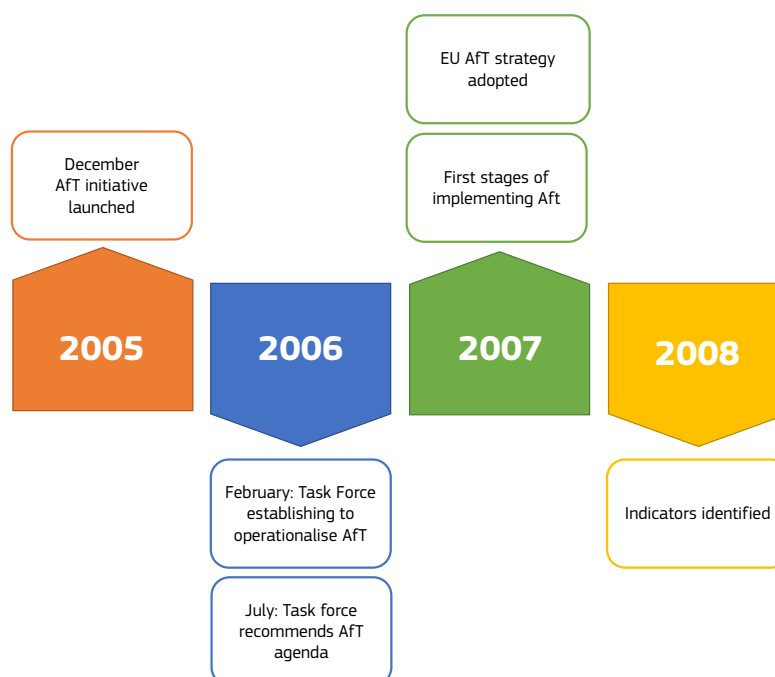 EU AfT strategy
adopted
December
AfT initiative
launched
First stages of
implementing Aft
2005
2006
2007
2008
February: Task Force
establishing to
operationalise AfT
Indicators identified
July: Task force
recommends AfT
agenda